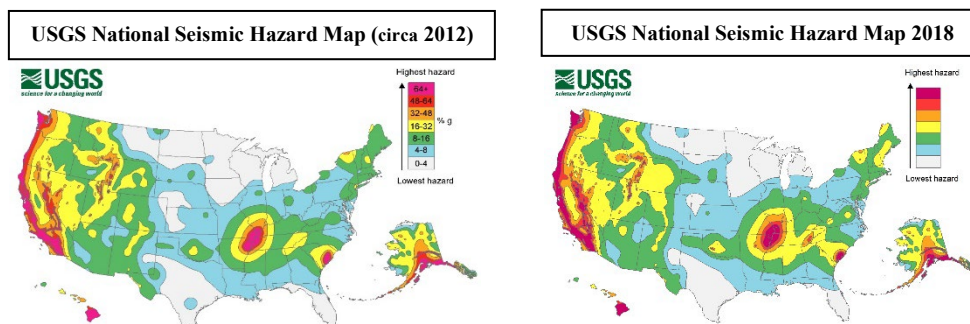 USGS National Seismic Hazard Map (circa 2012)
USGS
science for a changing world
Highest hazard
64+
48-64
32-48
16-32
8-16
4-8
0-4
% g
Lowest hazard
USGS National Seismic Hazard Map 2018
USGS
science for a changing world
Highest hazard
Lowest hazard